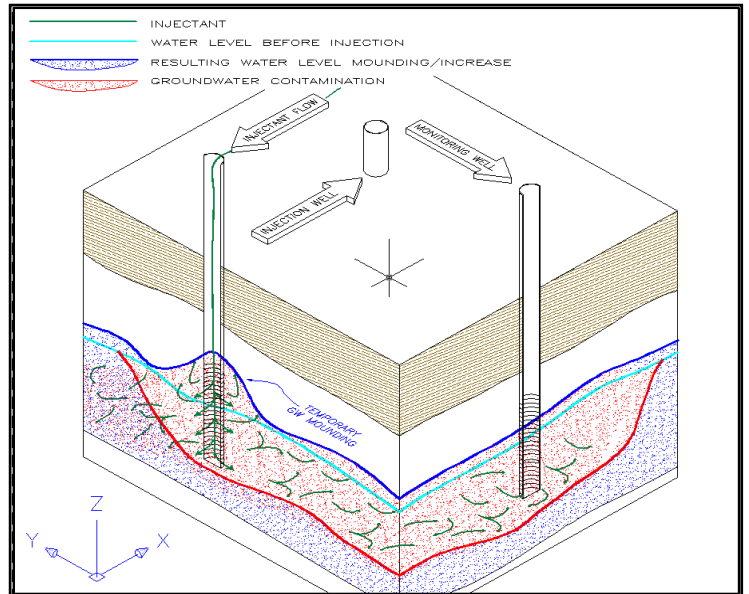 INJECTANT
WATER LEVEL BEFORE INJECTION
RESULTING WATER LEVEL MOUNDING/INCREASE
GROUNDWATER CONTAMINATION
INJECTANT FLOW
MONITORING WELL
INJECTION WELL
TEMPORARY
GW MOUNDING
Z
Y
X